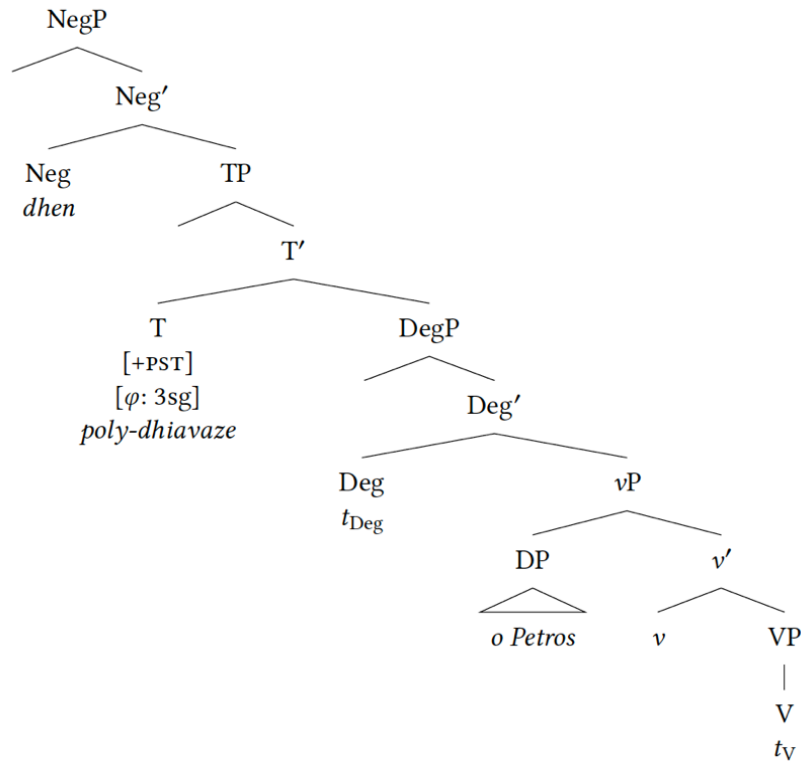 NegP
Neg′
Neg TP
dhen
T′
T DegP
[+PST]
[φ: 3sg]
poly-dhiavaze
Deg′
Deg vP
tDeg
DP v′
o Petros v VP
V
tV